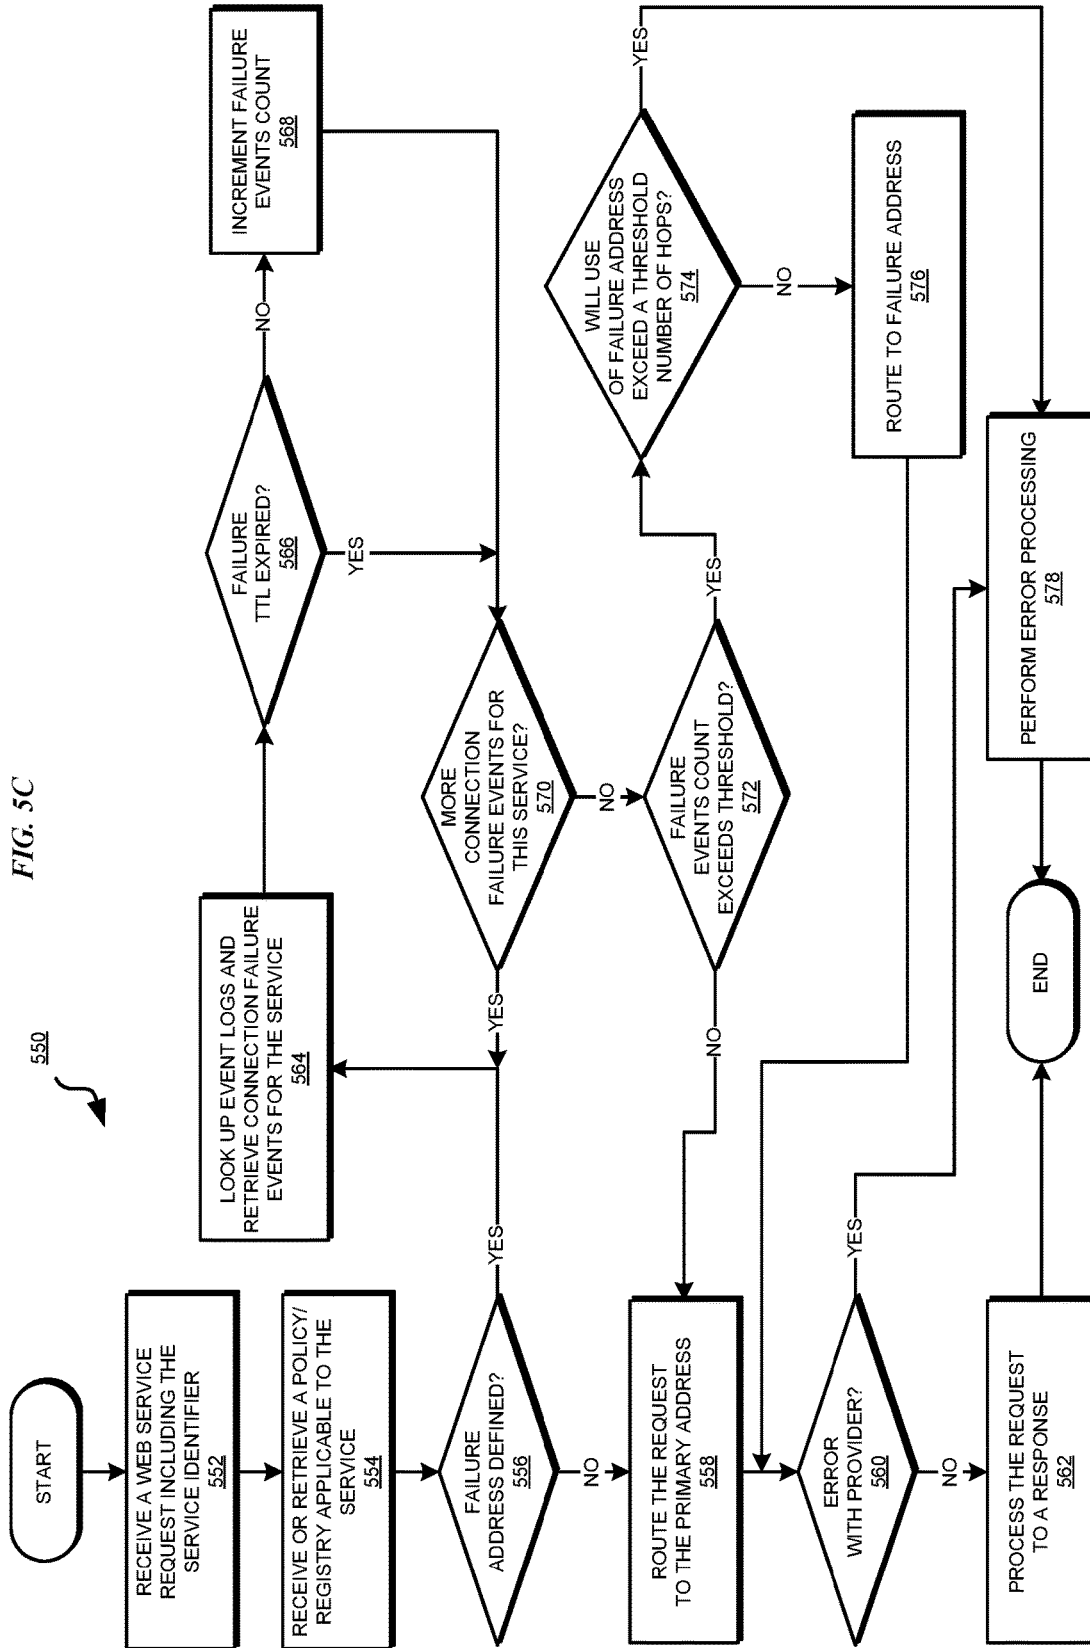 FIG. 5C
550
START
RECEIVE A WEB SERVICE
REQUEST INCLUDING THE
SERVICE IDENTIFIER
552
RECEIVE OR RETRIEVE A POLICY/
REGISTRY APPLICABLE TO THE
SERVICE
554
FAILURE
ADDRESS DEFINED?
556
YES
NO
ROUTE THE REQUEST
TO THE PRIMARY ADDRESS
558
ERROR
WITH PROVIDER?
560
YES
NO
PROCESS THE REQUEST
TO A RESPONSE
562
LOOK UP EVENT LOGS AND
RETRIEVE CONNECTION FAILURE
EVENTS FOR THE SERVICE
564
FAILURE
TTL EXPIRED?
566
NO
YES
INCREMENT FAILURE
EVENTS COUNT
568
MORE
CONNECTION
FAILURE EVENTS FOR
THIS SERVICE?
570
YES
NO
FAILURE
EVENTS COUNT
EXCEEDS THRESHOLD?
572
NO
YES
WILL USE
OF FAILURE ADDRESS
EXCEED A THRESHOLD
NUMBER OF HOPS?
574
YES
NO
ROUTE TO FAILURE ADDRESS
576
PERFORM ERROR PROCESSING
578
END